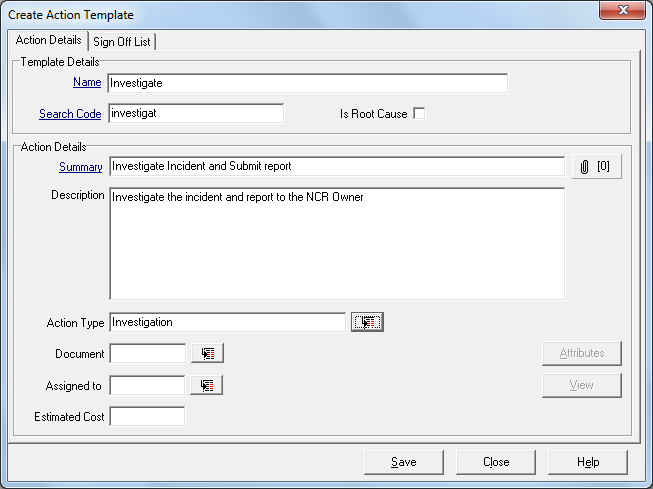 Create Action Template
Action Details Sign Off List
Template Details
Name Investigate
Search Code investigat Is Root Cause
Action Details
Summary Investigate Incident and Submit report [0]
Description Investigate the incident and report to the NCR Owner
Action Type Investigation
Document Attributes
Assigned to View
Estimated Cost
Save Close Help